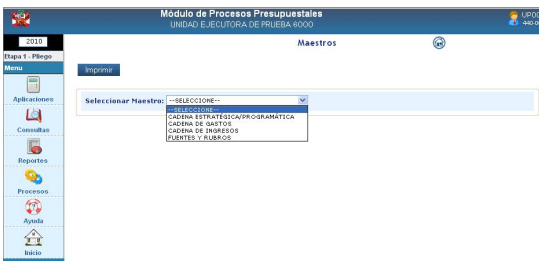 Módulo de Procesos Presupuestales
UNIDAD EJECUTORA DE PRUEBA 6000
2010
Maestros
Etapa 1 - Pliego
Menu
Imprimir
Aplicaciones
Seleccionar Maestro: --SELECCIONE--
--SELECCIONE--
CADENA ESTRATÉGICA/PROGRAMÁTICA
CADENA DE GASTOS
CADENA DE INGRESOS
FUENTES Y RUBROS
Consultas
Reportes
Procesos
Ayuda
Inicio